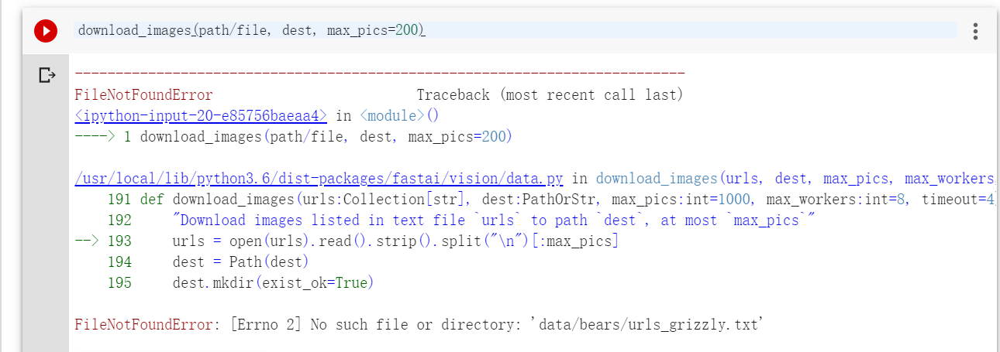 download_images(path/file, dest, max_pics=200)
---------------------------------------------------------------------------
FileNotFoundError                         Traceback (most recent call last)
<ipython-input-20-e85756baeaa4> in <module>()
----> 1 download_images(path/file, dest, max_pics=200)
/usr/local/lib/python3.6/dist-packages/fastai/vision/data.py in download_images(urls, dest, max_pics, max_workers,
    191 def download_images(urls:Collection[str], dest:PathOrStr, max_pics:int=1000, max_workers:int=8, timeout=4)
    192     "Download images listed in text file `urls` to path `dest`, at most `max_pics`"
--> 193     urls = open(urls).read().strip().split("\n")[:max_pics]
    194     dest = Path(dest)
    195     dest.mkdir(exist_ok=True)
FileNotFoundError: [Errno 2] No such file or directory: 'data/bears/urls_grizzly.txt'